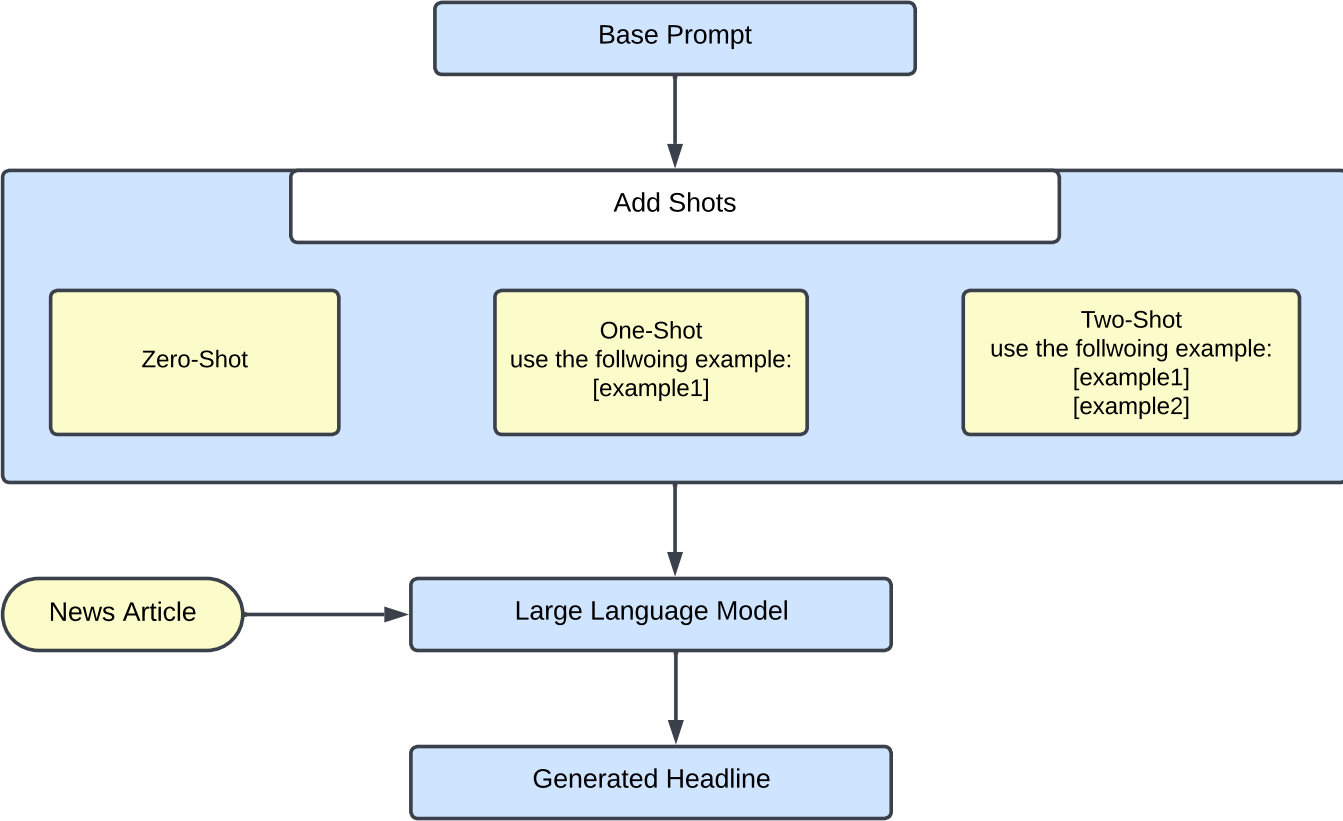 Base Prompt
Add Shots
Zero-Shot
One-Shot
use the follwoing example:
[example1]
Two-Shot
use the follwoing example:
[example1]
[example2]
News Article
Large Language Model
Generated Headline